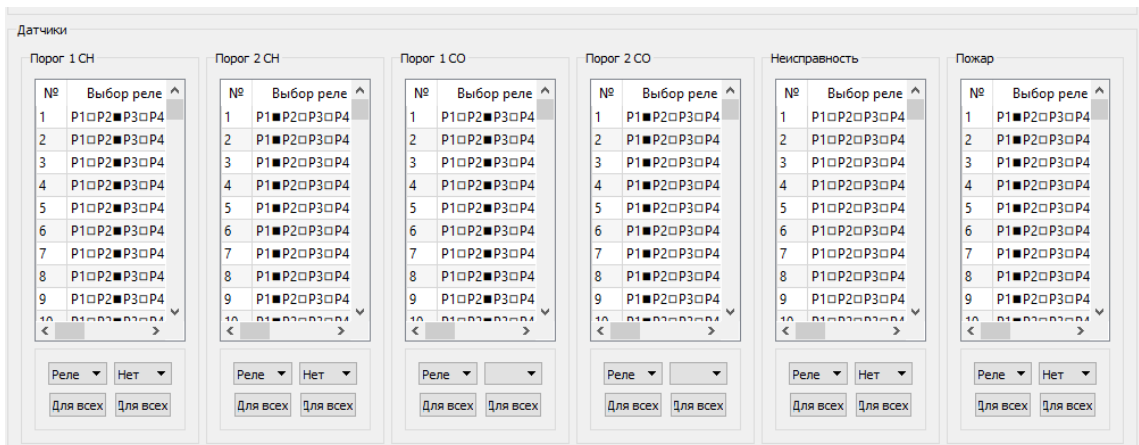 Датчики
Порог 1 СН Порог 2 СН Порог 1 СО Порог 2 СО Неисправность Пожар
№ Выбор реле № Выбор реле № Выбор реле № Выбор реле № Выбор реле № Выбор реле
1 P1□P2■P3□P4 1 P1■P2□P3□P4 1 P1□P2■P3□P4 1 P1■P2□P3□P4 1 P1□P2□P3□P4 1 P1■P2□P3□P4
2 P1□P2■P3□P4 2 P1■P2□P3□P4 2 P1□P2■P3□P4 2 P1■P2□P3□P4 2 P1□P2□P3□P4 2 P1■P2□P3□P4
3 P1□P2■P3□P4 3 P1■P2□P3□P4 3 P1□P2■P3□P4 3 P1■P2□P3□P4 3 P1□P2□P3□P4 3 P1■P2□P3□P4
4 P1□P2■P3□P4 4 P1■P2□P3□P4 4 P1□P2■P3□P4 4 P1■P2□P3□P4 4 P1□P2□P3□P4 4 P1■P2□P3□P4
5 P1□P2■P3□P4 5 P1■P2□P3□P4 5 P1□P2■P3□P4 5 P1■P2□P3□P4 5 P1□P2□P3□P4 5 P1■P2□P3□P4
6 P1□P2■P3□P4 6 P1■P2□P3□P4 6 P1□P2■P3□P4 6 P1■P2□P3□P4 6 P1□P2□P3□P4 6 P1■P2□P3□P4
7 P1□P2■P3□P4 7 P1■P2□P3□P4 7 P1□P2■P3□P4 7 P1■P2□P3□P4 7 P1□P2□P3□P4 7 P1■P2□P3□P4
8 P1□P2■P3□P4 8 P1■P2□P3□P4 8 P1□P2■P3□P4 8 P1■P2□P3□P4 8 P1□P2□P3□P4 8 P1■P2□P3□P4
9 P1□P2■P3□P4 9 P1■P2□P3□P4 9 P1□P2■P3□P4 9 P1■P2□P3□P4 9 P1□P2□P3□P4 9 P1■P2□P3□P4
Реле Нет Реле Нет Реле Реле Реле Нет Реле Нет
Для всех Для всех Для всех Для всех Для всех Для всех Для всех Для всех Для всех Для всех Для всех Для всех